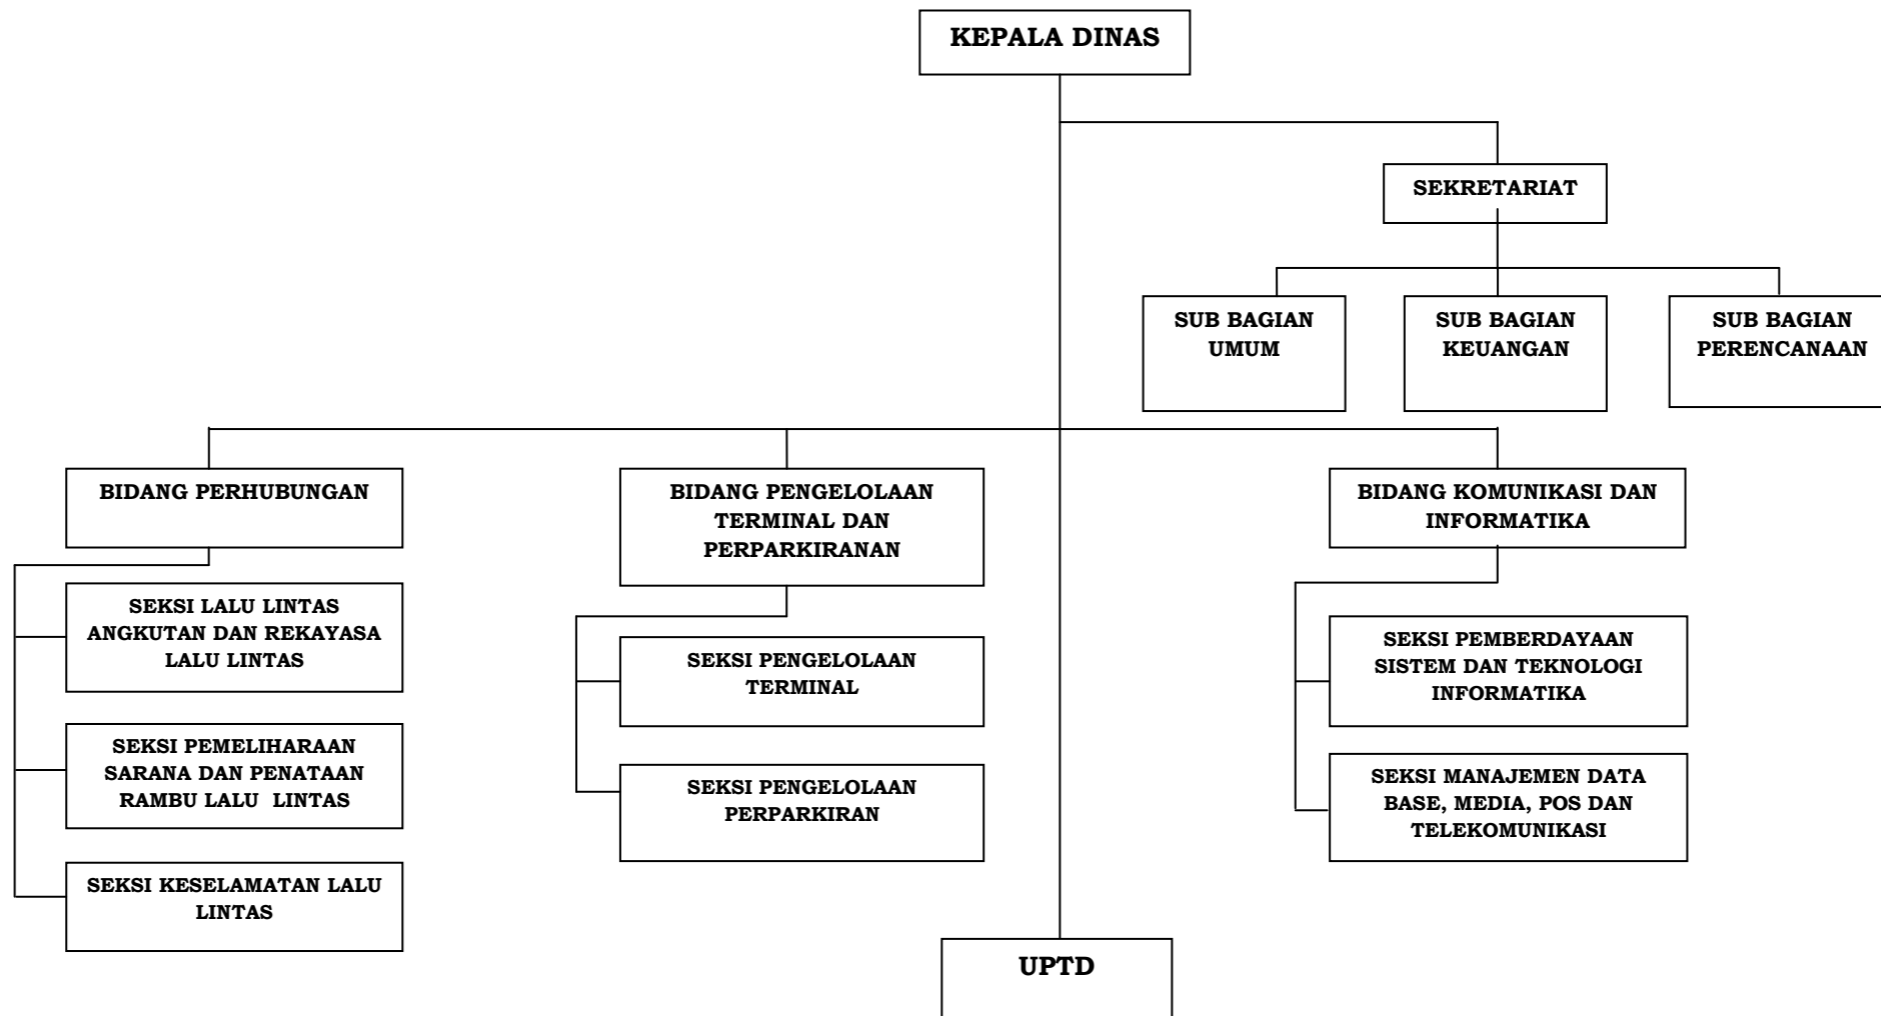 KEPALA DINAS
SEKRETARIAT
SUB BAGIAN
UMUM
SUB BAGIAN
KEUANGAN
SUB BAGIAN
PERENCANAAN
BIDANG PERHUBUNGAN
BIDANG PENGELOLAAN
TERMINAL DAN
PERPARKIRANAN
BIDANG KOMUNIKASI DAN
INFORMATIKA
SEKSI LALU LINTAS
ANGKUTAN DAN REKAYASA
LALU LINTAS
SEKSI PEMELIHARAAN
SARANA DAN PENATAAN
RAMBU LALU  LINTAS
SEKSI KESELAMATAN LALU
LINTAS
SEKSI PENGELOLAAN
TERMINAL
SEKSI PENGELOLAAN
PERPARKIRAN
SEKSI PEMBERDAYAAN
SISTEM DAN TEKNOLOGI
INFORMATIKA
SEKSI MANAJEMEN DATA
BASE, MEDIA, POS DAN
TELEKOMUNIKASI
UPTD